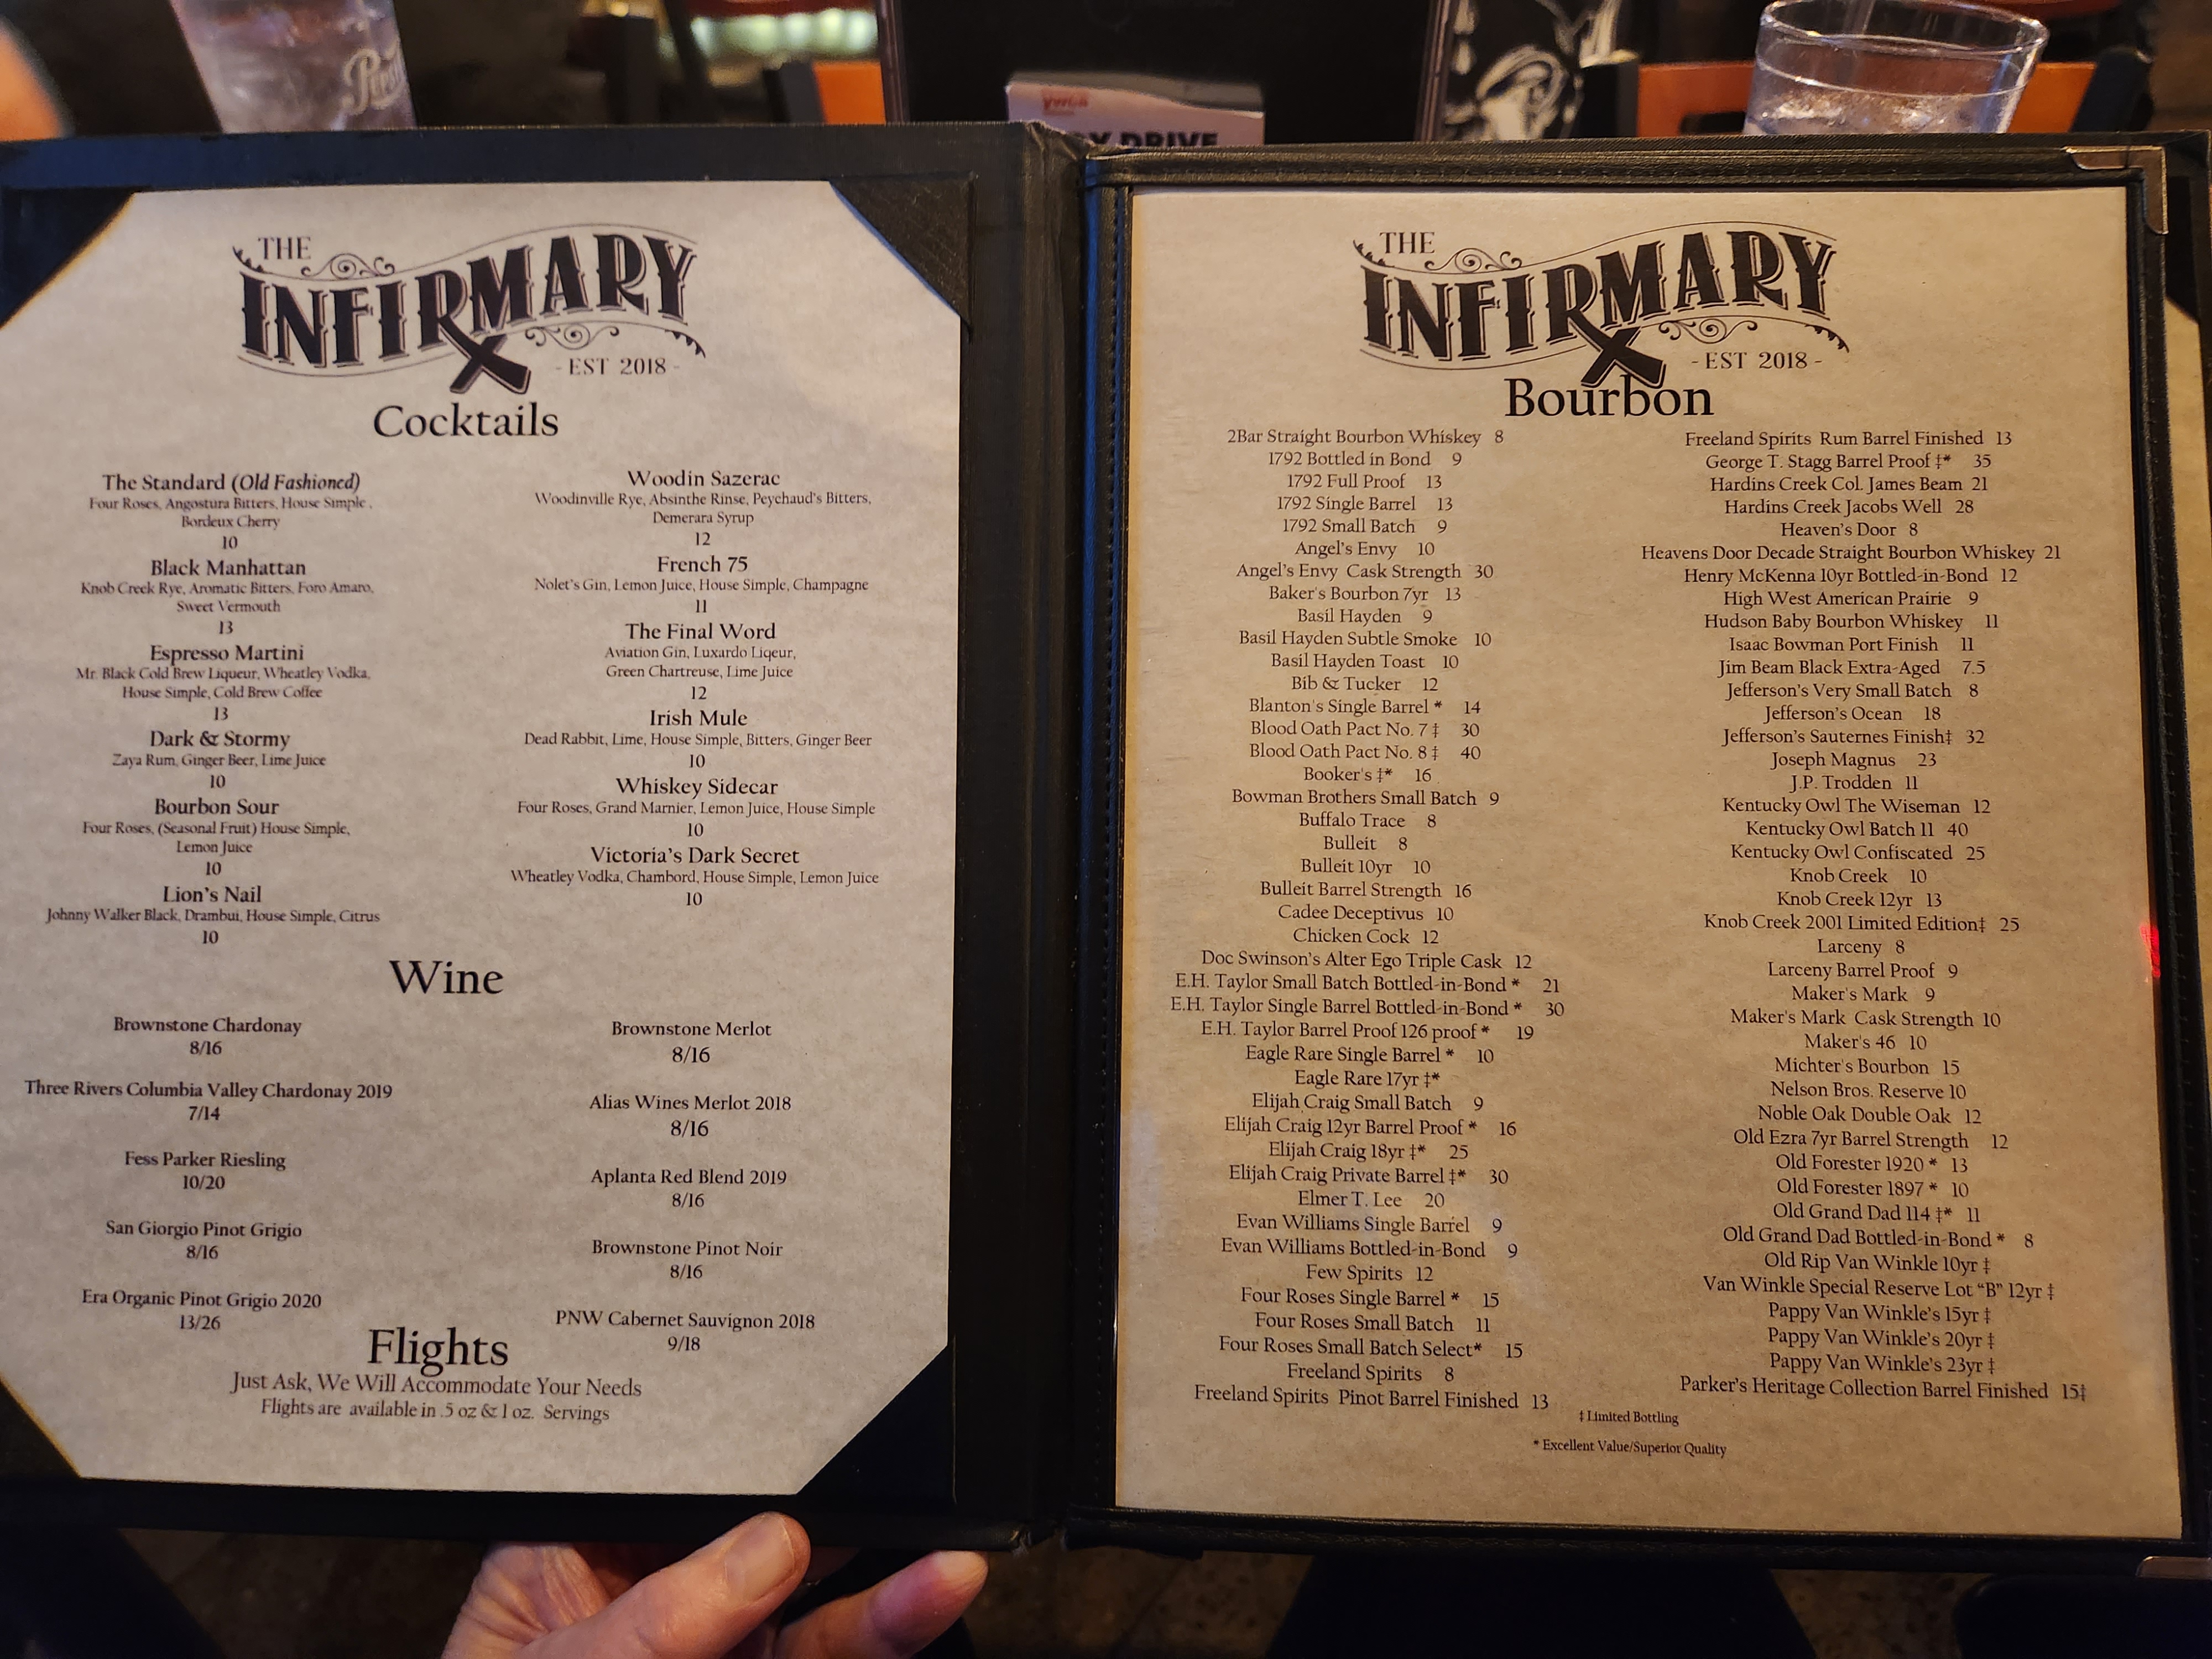 THE
INFIRMARY
- EST 2018 -
Cocktails
The Standard (Old Fashioned)
Four Roses, Angostura Bitters, House Simple ,
Bordeux Cherry
10
Black Manhattan
Knob Creek Rye, Aromatic Bitters, Foro Amaro,
Sweet Vermouth
13
Espresso Martini
Mr. Black Cold Brew Liqueur, Wheatley Vodka,
House Simple, Cold Brew Coffee
13
Dark & Stormy
Zaya Rum, Ginger Beer, Lime Juice
10
Bourbon Sour
Four Roses, (Seasonal Fruit) House Simple,
Lemon Juice
10
Lion's Nail
Johnny Walker Black, Drambui, House Simple, Citrus
10
Woodin Sazerac
Woodinville Rye, Absinthe Rinse, Peychaud's Bitters,
Demerara Syrup
12
French 75
Nolet's Gin, Lemon Juice, House Simple, Champagne
11
The Final Word
Aviation Gin, Luxardo Liqeur,
Green Chartreuse, Lime Juice
12
Irish Mule
Dead Rabbit, Lime, House Simple, Bitters, Ginger Beer
10
Whiskey Sidecar
Four Roses, Grand Marnier, Lemon Juice, House Simple
10
Victoria's Dark Secret
Wheatley Vodka, Chambord, House Simple, Lemon Juice
10
Wine
Brownstone Chardonay
8/16
Three Rivers Columbia Valley Chardonay 2019
7/14
Fess Parker Riesling
10/20
San Giorgio Pinot Grigio
8/16
Era Organic Pinot Grigio 2020
13/26
Brownstone Merlot
8/16
Alias Wines Merlot 2018
8/16
Aplanta Red Blend 2019
8/16
Brownstone Pinot Noir
8/16
PNW Cabernet Sauvignon 2018
9/18
Flights
Just Ask, We Will Accommodate Your Needs
Flights are available in .5 oz & 1 oz. Servings
THE
INFIRMARY
- EST 2018 -
Bourbon
2Bar Straight Bourbon Whiskey 8
1792 Bottled in Bond 9
1792 Full Proof 13
1792 Single Barrel 13
1792 Small Batch 9
Angel's Envy 10
Angel's Envy Cask Strength 30
Baker's Bourbon 7yr 13
Basil Hayden 9
Basil Hayden Subtle Smoke 10
Basil Hayden Toast 10
Bib & Tucker 12
Blanton's Single Barrel * 14
Blood Oath Pact No. 7 ‡ 30
Blood Oath Pact No. 8 ‡ 40
Booker's ‡* 16
Bowman Brothers Small Batch 9
Buffalo Trace 8
Bulleit 8
Bulleit 10yr 10
Bulleit Barrel Strength 16
Cadee Deceptivus 10
Chicken Cock 12
Doc Swinson's Alter Ego Triple Cask 12
E.H. Taylor Small Batch Bottled-in-Bond * 21
E.H. Taylor Single Barrel Bottled-in-Bond * 30
E.H. Taylor Barrel Proof 126 proof * 19
Eagle Rare Single Barrel * 10
Eagle Rare 17yr ‡*
Elijah Craig Small Batch 9
Elijah Craig 12yr Barrel Proof * 16
Elijah Craig 18yr ‡* 25
Elijah Craig Private Barrel ‡* 30
Elmer T. Lee 20
Evan Williams Single Barrel 9
Evan Williams Bottled-in-Bond 9
Few Spirits 12
Four Roses Single Barrel * 15
Four Roses Small Batch 11
Four Roses Small Batch Select* 15
Freeland Spirits 8
Freeland Spirits Pinot Barrel Finished 13
Freeland Spirits Rum Barrel Finished 13
George T. Stagg Barrel Proof ‡* 35
Hardins Creek Col. James Beam 21
Hardins Creek Jacobs Well 28
Heaven's Door 8
Heavens Door Decade Straight Bourbon Whiskey 21
Henry McKenna 10yr Bottled-in-Bond 12
High West American Prairie 9
Hudson Baby Bourbon Whiskey 11
Isaac Bowman Port Finish 11
Jim Beam Black Extra-Aged 7.5
Jefferson's Very Small Batch 8
Jefferson's Ocean 18
Jefferson's Sauternes Finish‡ 32
Joseph Magnus 23
J.P. Trodden 11
Kentucky Owl The Wiseman 12
Kentucky Owl Batch 11 40
Kentucky Owl Confiscated 25
Knob Creek 10
Knob Creek 12yr 13
Knob Creek 2001 Limited Edition‡ 25
Larceny 8
Larceny Barrel Proof 9
Maker's Mark 9
Maker's Mark Cask Strength 10
Maker's 46 10
Michter's Bourbon 15
Nelson Bros. Reserve 10
Noble Oak Double Oak 12
Old Ezra 7yr Barrel Strength 12
Old Forester 1920 * 13
Old Forester 1897 * 10
Old Grand Dad 114 ‡* 11
Old Grand Dad Bottled-in-Bond * 8
Old Rip Van Winkle 10yr ‡
Van Winkle Special Reserve Lot “B” 12yr ‡
Pappy Van Winkle's 15yr ‡
Pappy Van Winkle's 20yr ‡
Pappy Van Winkle's 23yr ‡
Parker's Heritage Collection Barrel Finished 15‡
‡ Limited Bottling
* Excellent Value/Superior Quality
DRIVE